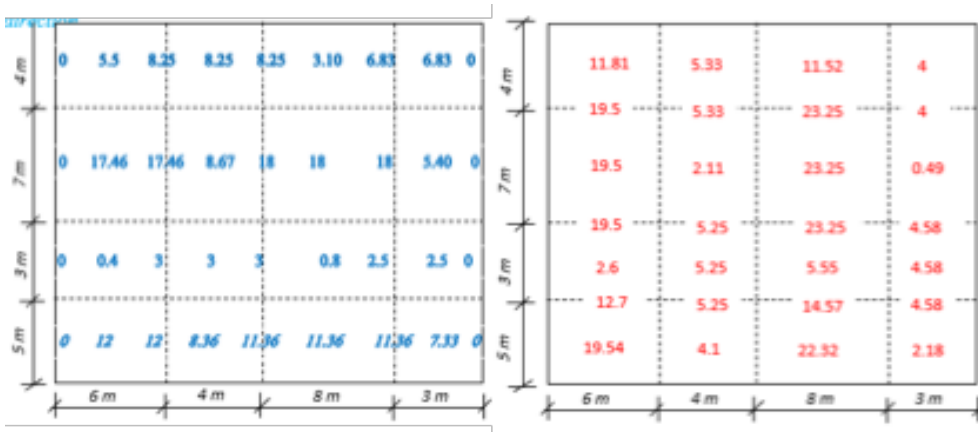 direction
0 5.5 8.25 8.25 8.25 3.10 6.83 6.83 0
4 m
0 17.46 17.46 8.67 18 18 18 5.40 0
7 m
0 0.4 3 3 3 0.8 2.5 2.5 0
3 m
0 12 12 8.36 11.36 11.36 11.36 7.33 0
5 m
6 m 4 m 8 m 3 m
11.81 5.33 11.52 4
4 m
19.5 5.33 23.25 4
19.5 2.11 23.25 0.49
7 m
19.5 5.25 23.25 4.58
2.6 5.25 5.55 4.58
3 m
12.7 5.25 14.57 4.58
19.54 4.1 22.32 2.18
5 m
6 m 4 m 8 m 3 m